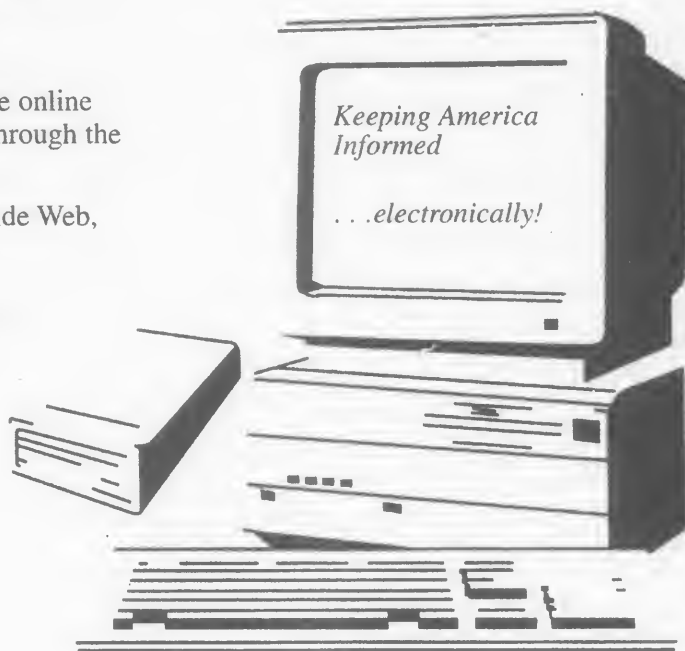 e online
hrough the
de Web,
Keeping America
Informed
. . .electronically!